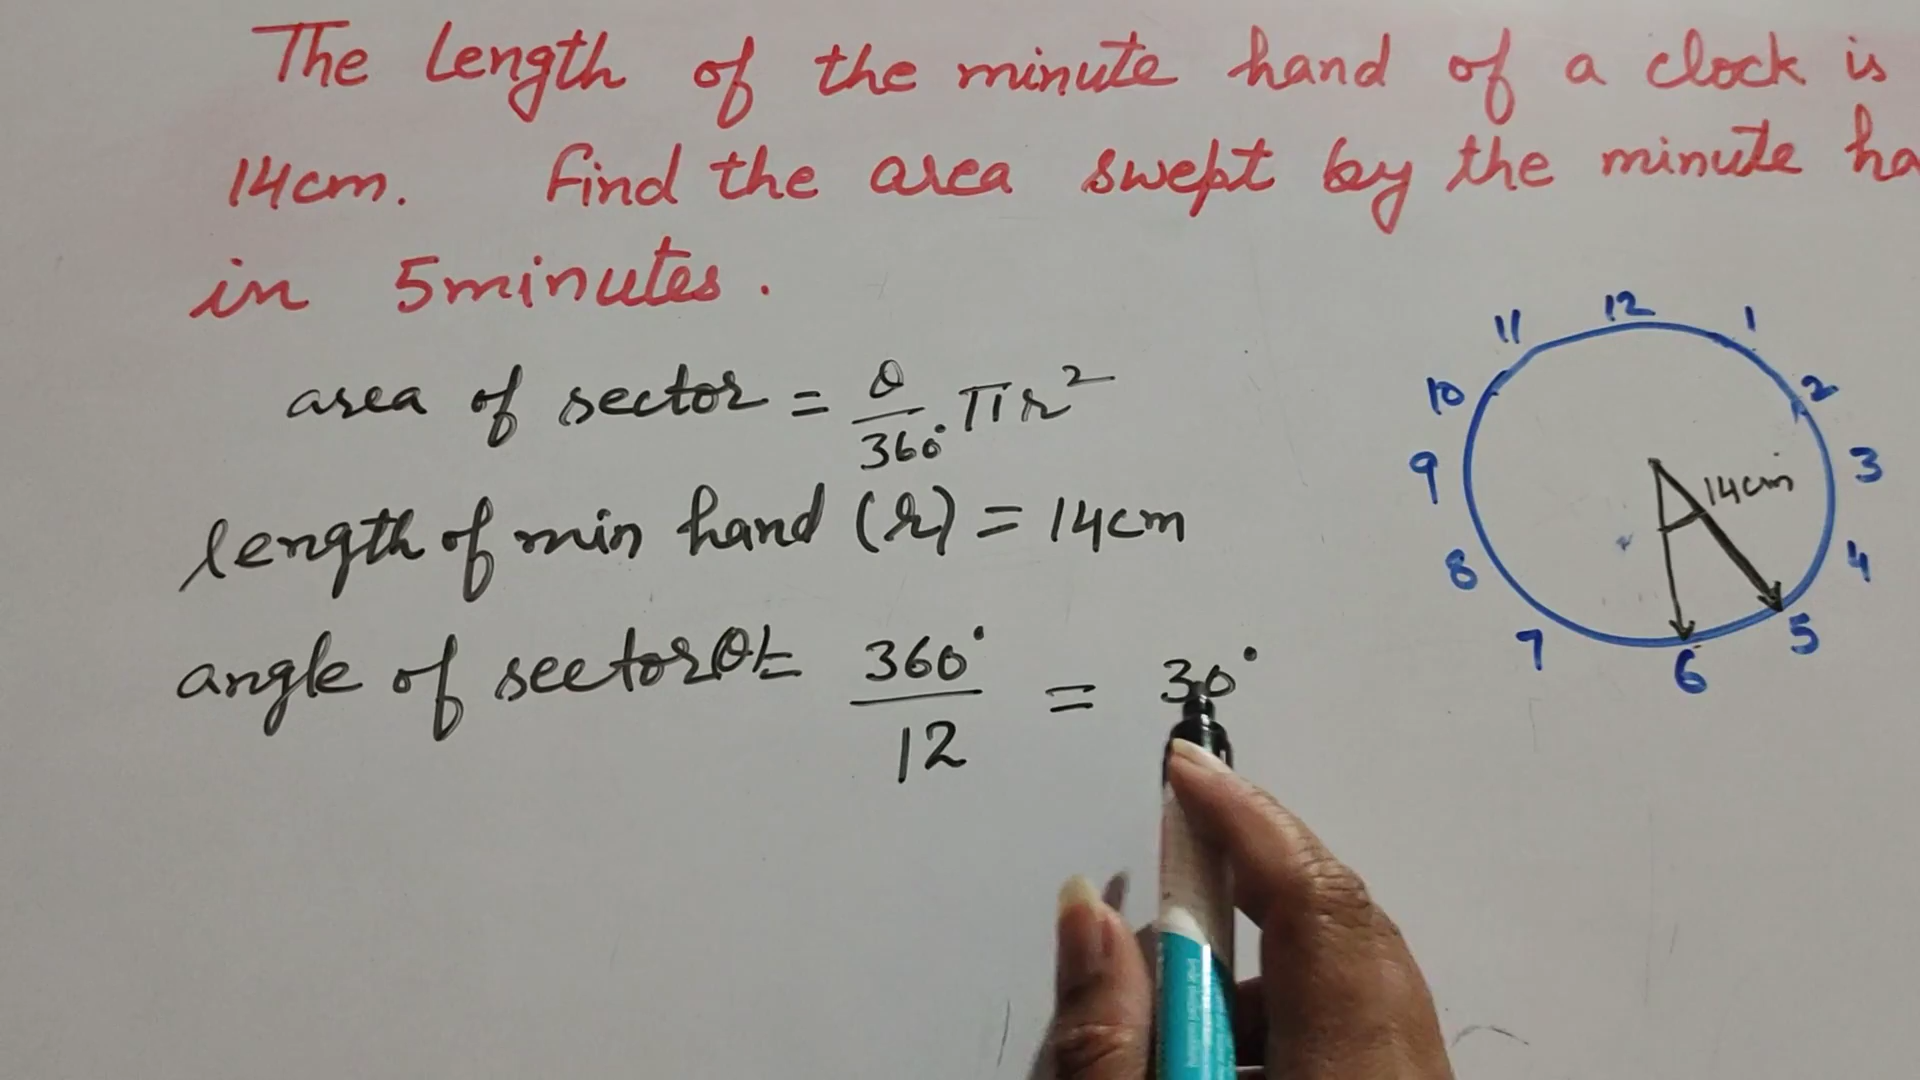 The length of the minute hand of a clock is
14cm. Find the area swept by the minute ha
in 5minutes.
area of sector = θ/360° πr²
length of min hand (r) = 14cm
angle of sector θ = 360°/12 = 30°
12
1
2
3
4
5
6
7
8
9
10
11
14cm